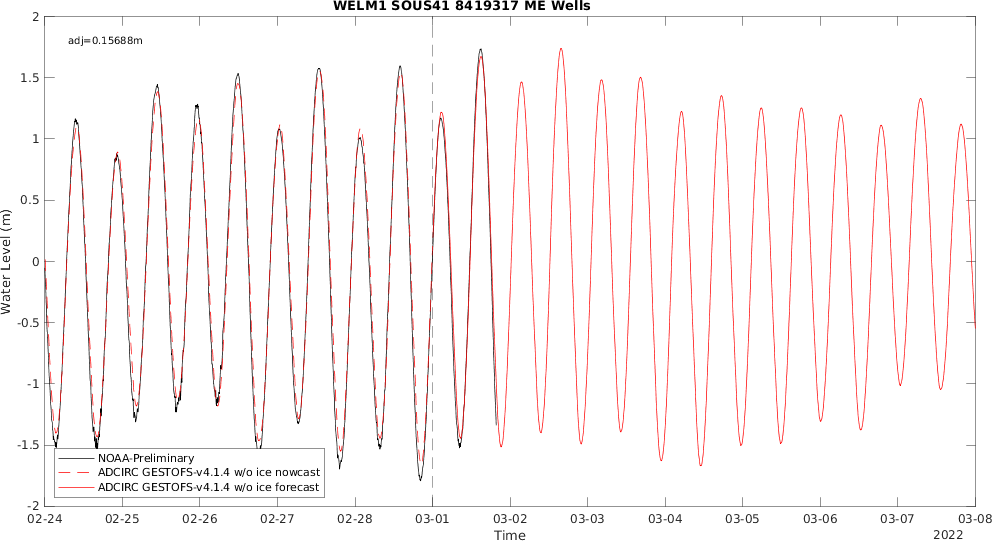 WELM1 SOUS41 8419317 ME Wells
adj=0.15688m
2
1.5
1
0.5
0
-0.5
-1
-1.5
-2
Water Level (m)
NOAA-Preliminary
ADCIRC GESTOFS-v4.1.4 w/o ice nowcast
ADCIRC GESTOFS-v4.1.4 w/o ice forecast
02-24 02-25 02-26 02-27 02-28 03-01 03-02 03-03 03-04 03-05 03-06 03-07 03-08
Time
2022